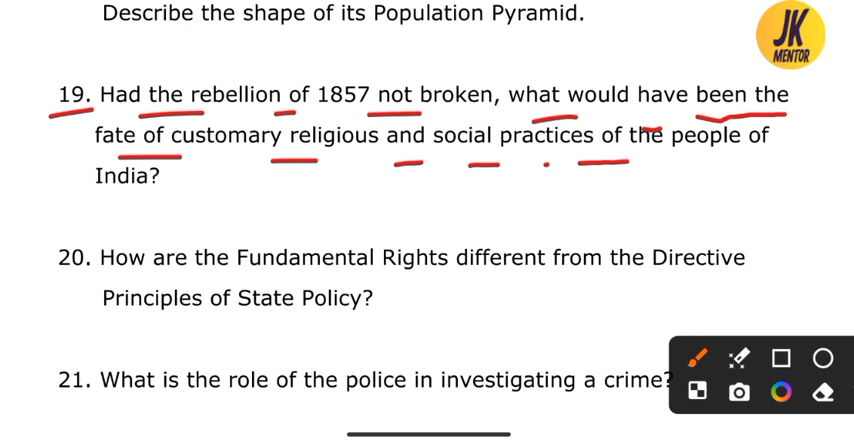 Describe the shape of its Population Pyramid.
JK
MENTOR
19. Had the rebellion of 1857 not broken, what would have been the
fate of customary religious and social practices of the people of
India?
20. How are the Fundamental Rights different from the Directive
Principles of State Policy?
21. What is the role of the police in investigating a crime?